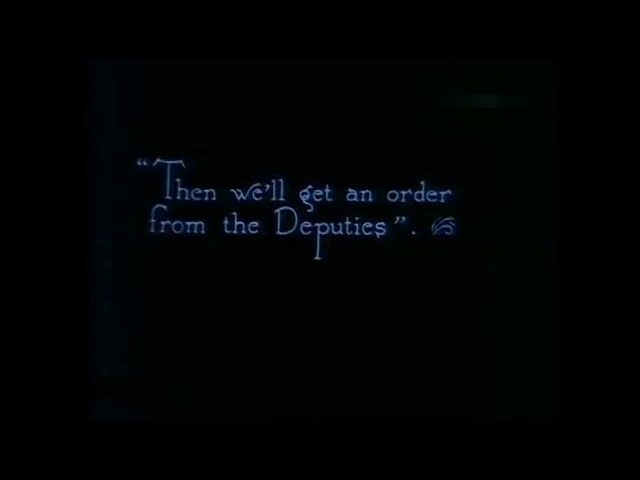 “Then we'll get an order
from the Deputies”.